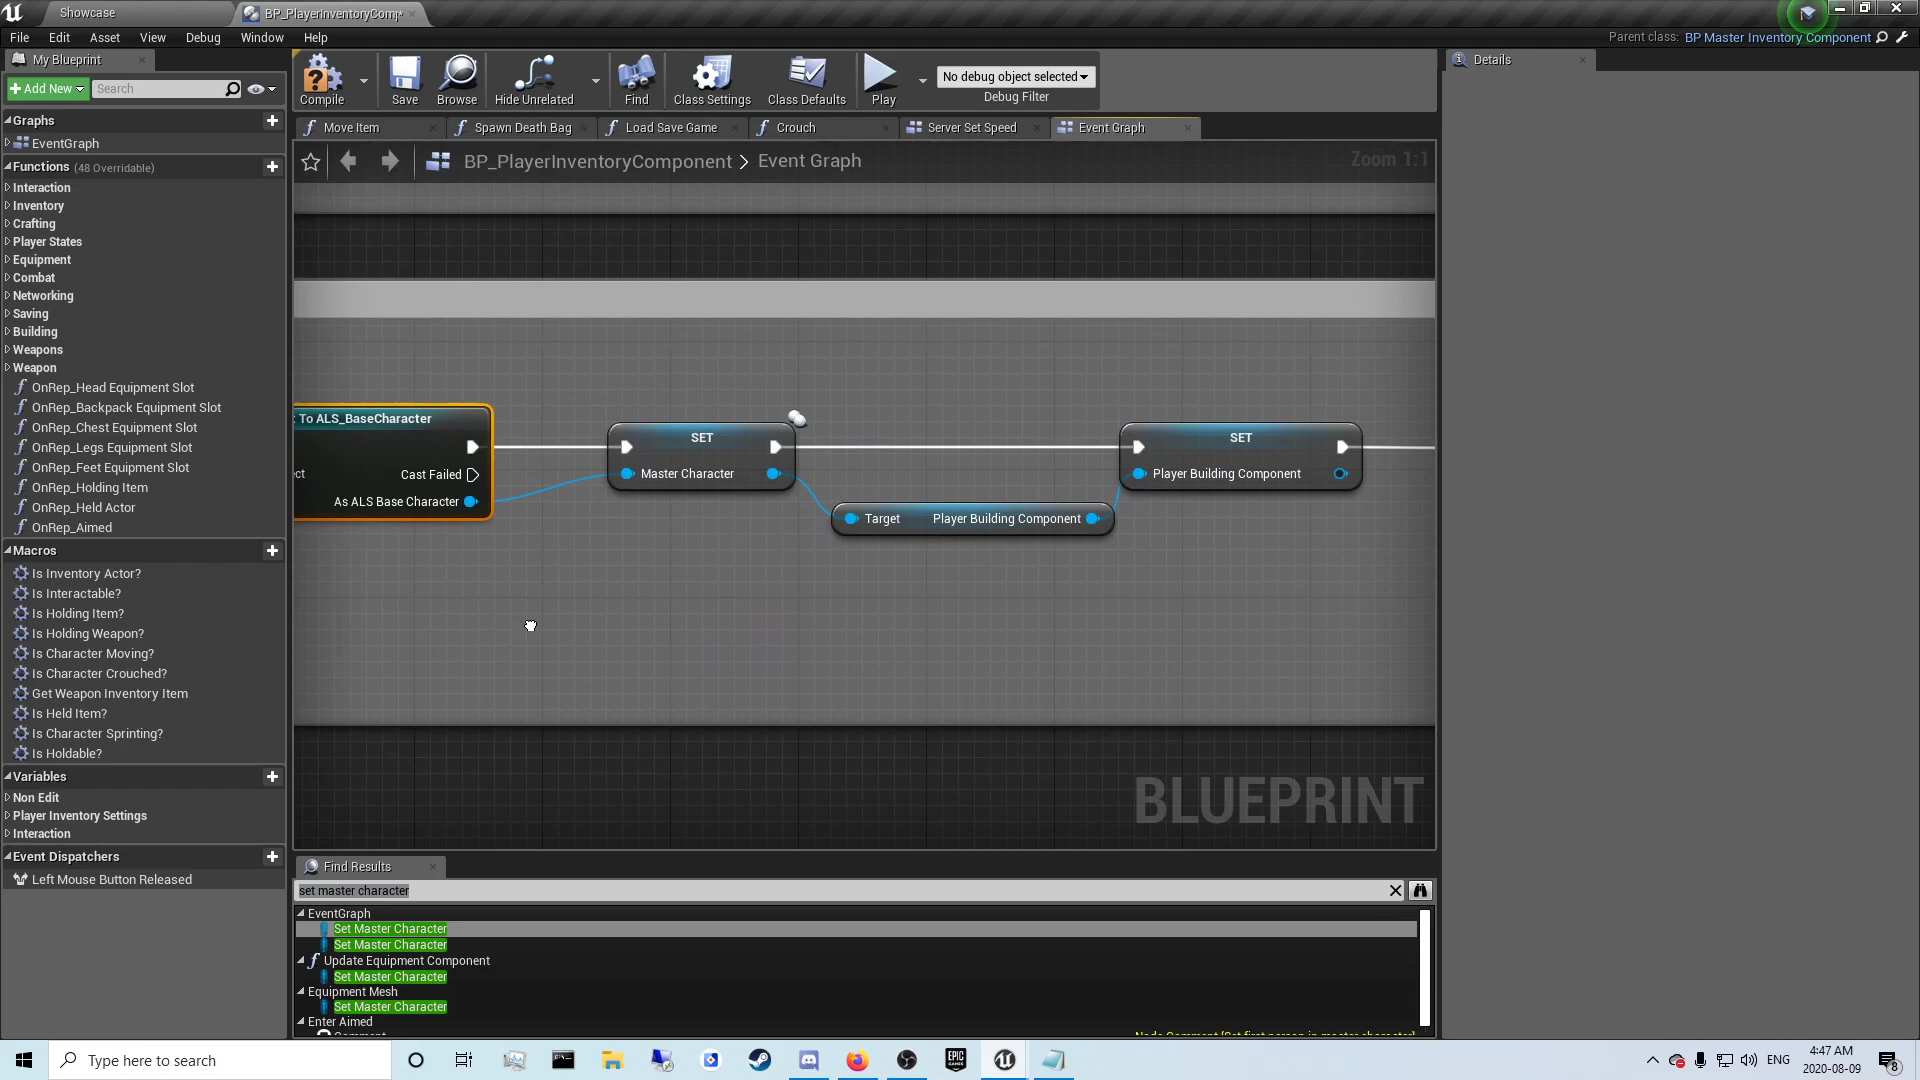 Showcase
BP_PlayerInventoryComp
File Edit Asset View Debug Window Help
Parent class: BP Master Inventory Component
My Blueprint
Add New
Search
Compile
Save
Browse
Hide Unrelated
Find
Class Settings
Class Defaults
Play
No debug object selected
Debug Filter
Details
Graphs
EventGraph
Functions (48 Overridable)
Interaction
Inventory
Crafting
Player States
Equipment
Combat
Networking
Saving
Building
Weapons
Weapon
OnRep_Head Equipment Slot
OnRep_Backpack Equipment Slot
OnRep_Chest Equipment Slot
OnRep_Legs Equipment Slot
OnRep_Feet Equipment Slot
OnRep_Holding Item
OnRep_Held Actor
OnRep_Aimed
Macros
Is Inventory Actor?
Is Interactable?
Is Holding Item?
Is Holding Weapon?
Is Character Moving?
Is Character Crouched?
Get Weapon Inventory Item
Is Held Item?
Is Character Sprinting?
Is Holdable?
Variables
Non Edit
Player Inventory Settings
Interaction
Event Dispatchers
Left Mouse Button Released
Move Item
Spawn Death Bag
Load Save Game
Crouch
Server Set Speed
Event Graph
BP_PlayerInventoryComponent > Event Graph
Zoom 1:1
To ALS_BaseCharacter
ect
Cast Failed
As ALS Base Character
SET
Master Character
Target Player Building Component
SET
Player Building Component
BLUEPRINT
Find Results
set master character
EventGraph
Set Master Character
Set Master Character
Update Equipment Component
Set Master Character
Equipment Mesh
Set Master Character
Enter Aimed
Type here to search
EPIC GAMES
ENG
4:47 AM
2020-08-09
8